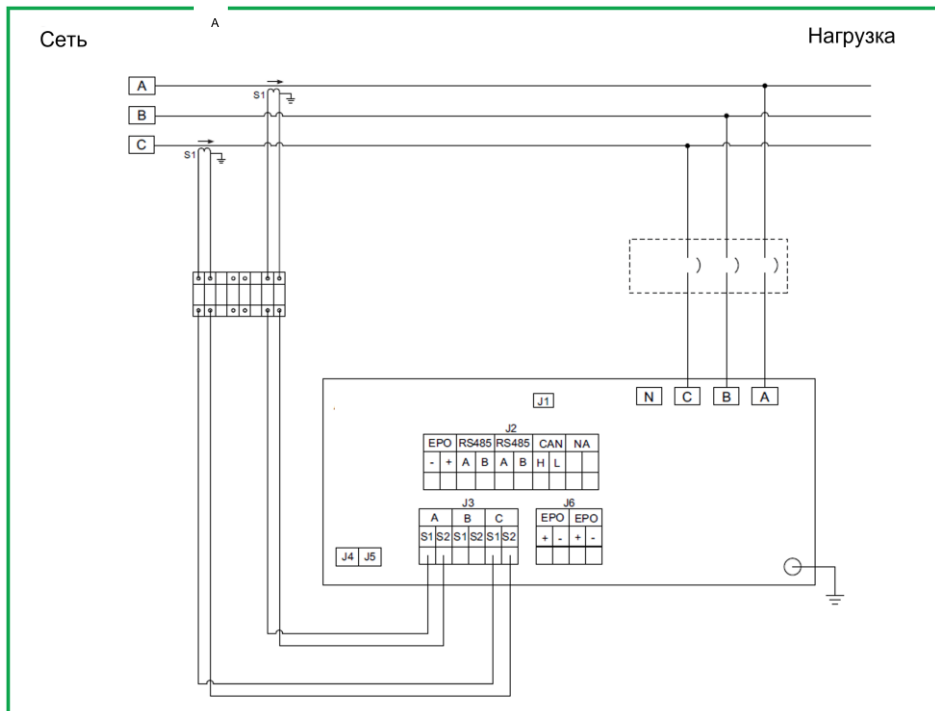 A
Сеть
Нагрузка
A
S1
B
C
S1
N C B A
J1
J2
EPO RS485 RS485 CAN NA
- + A B A B H L
J3
A B C
S1 S2 S1 S2 S1 S2
J6
EPO EPO
+ - + -
J4 J5